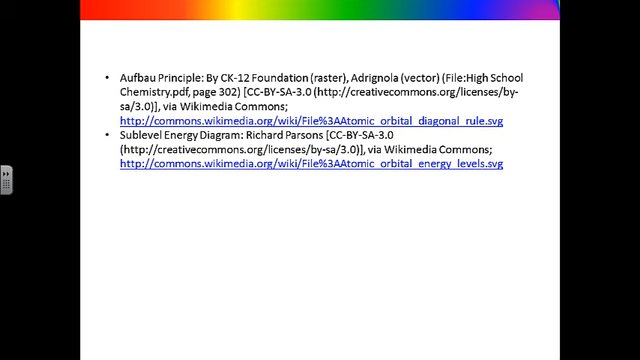 • Aufbau Principle: By CK-12 Foundation (raster), Adrignola (vector) (File:High School
Chemistry.pdf, page 302) [CC-BY-SA-3.0 (http://creativecommons.org/licenses/by-
sa/3.0)], via Wikimedia Commons;
http://commons.wikimedia.org/wiki/File%3AAtomic_orbital_diagonal_rule.svg
• Sublevel Energy Diagram: Richard Parsons [CC-BY-SA-3.0
(http://creativecommons.org/licenses/by-sa/3.0)], via Wikimedia Commons;
http://commons.wikimedia.org/wiki/File%3AAtomic_orbital_energy_levels.svg